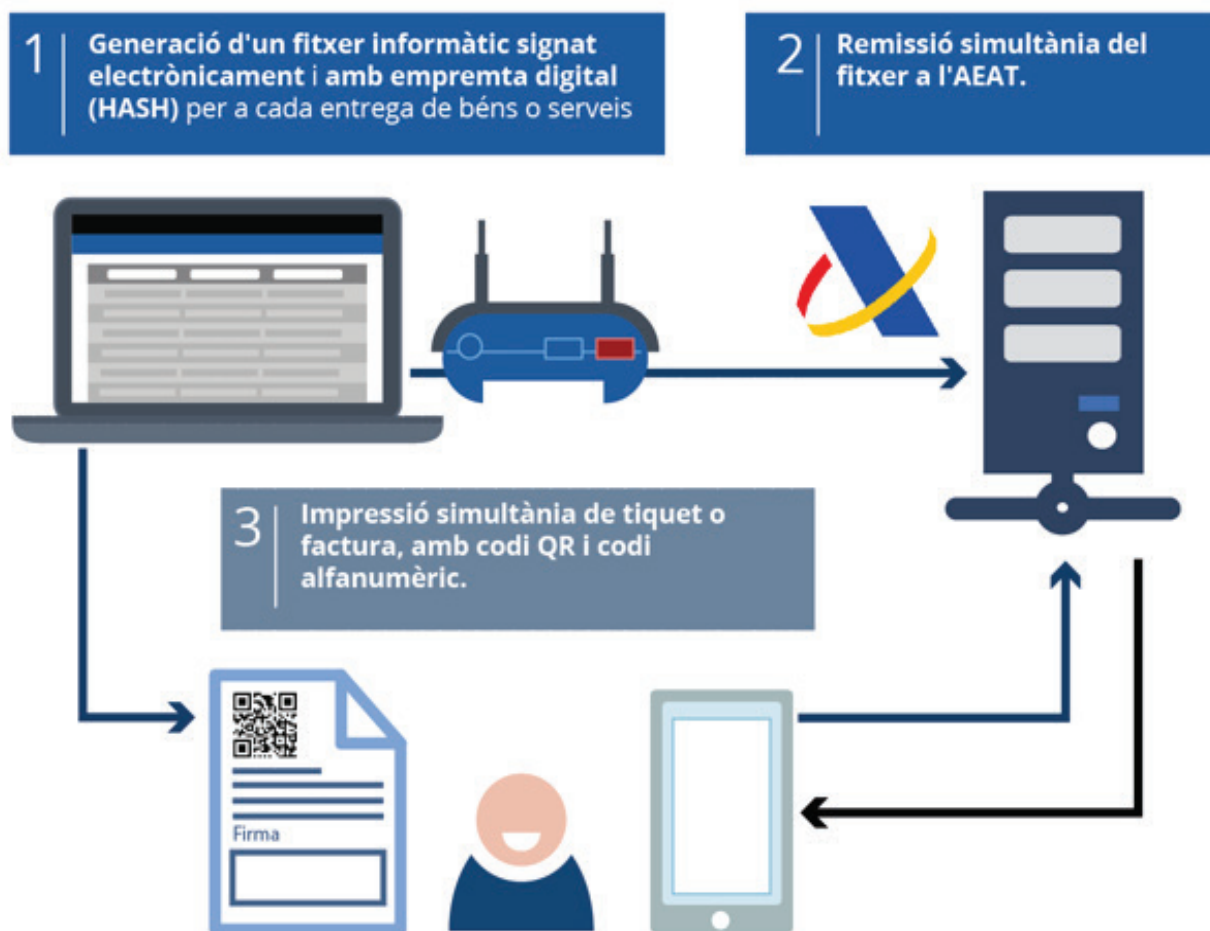 1
Generació d'un fitxer informàtic signat
electrònicament i amb empremta digital
(HASH) per a cada entrega de béns o serveis
2
Remissió simultània del
fitxer a l'AEAT.
3
Impressió simultània de tiquet o
factura, amb codi QR i codi
alfanumèric.
Firma